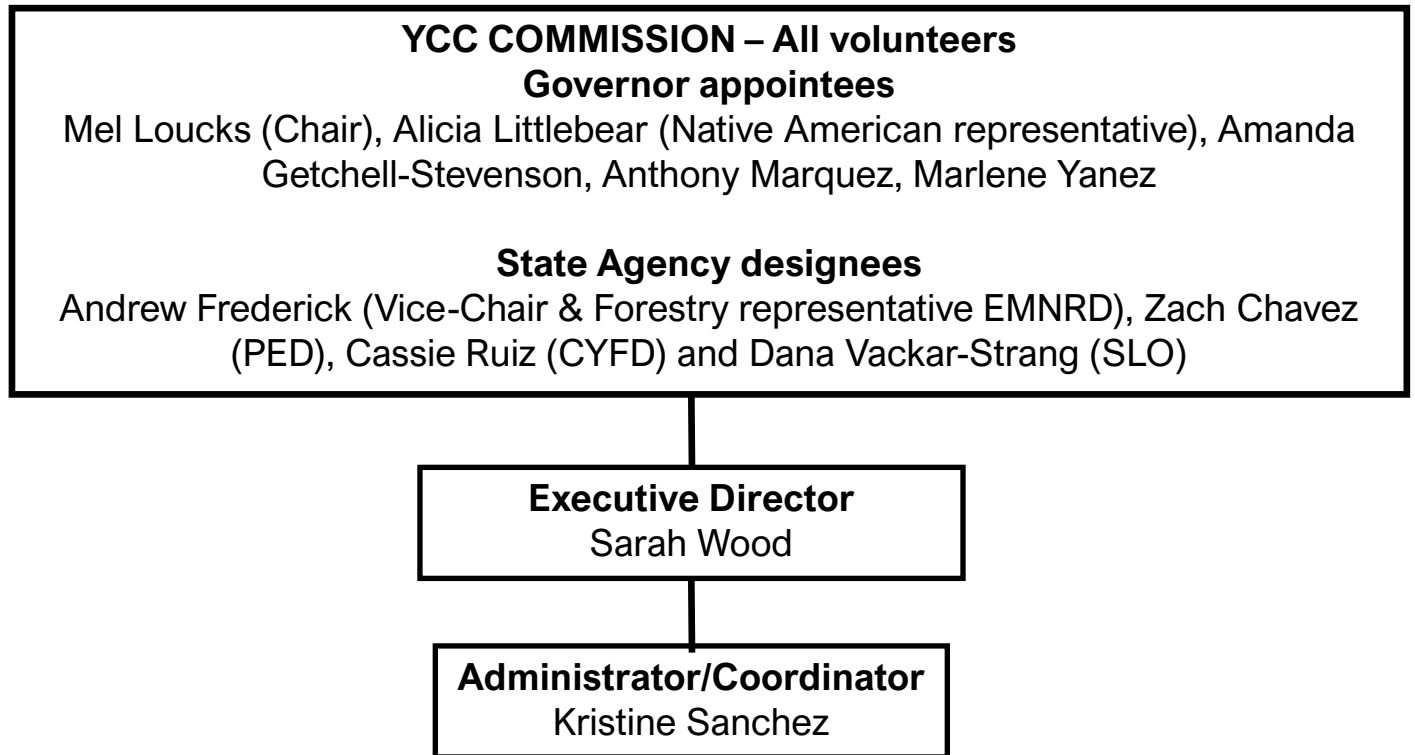 YCC COMMISSION – All volunteers
Governor appointees
Mel Loucks (Chair), Alicia Littlebear (Native American representative), Amanda
Getchell-Stevenson, Anthony Marquez, Marlene Yanez
State Agency designees
Andrew Frederick (Vice-Chair & Forestry representative EMNRD), Zach Chavez
(PED), Cassie Ruiz (CYFD) and Dana Vackar-Strang (SLO)
Executive Director
Sarah Wood
Administrator/Coordinator
Kristine Sanchez